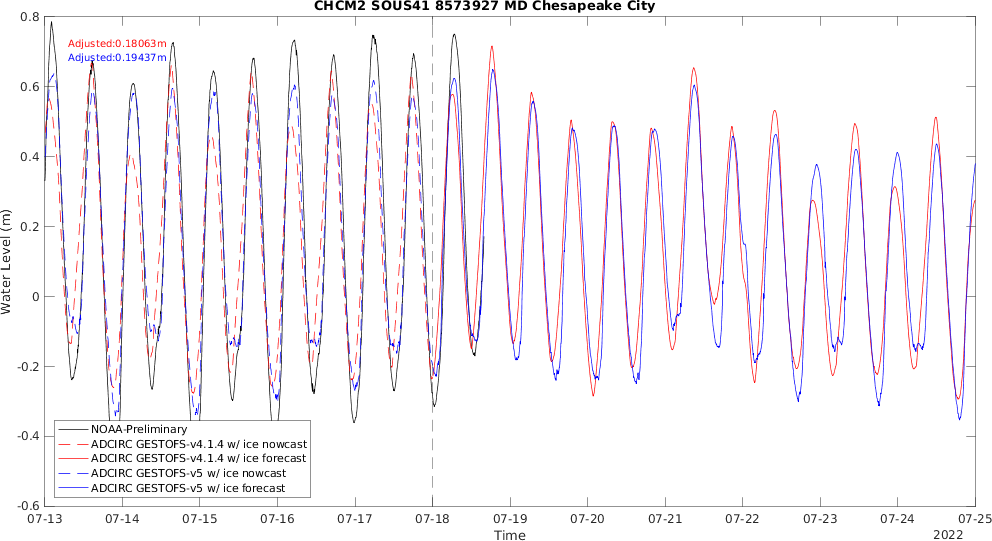 CHCM2 SOUS41 8573927 MD Chesapeake City
Adjusted:0.18063m
Adjusted:0.19437m
0.8
0.6
0.4
0.2
0
-0.2
-0.4
-0.6
Water Level (m)
NOAA-Preliminary
ADCIRC GESTOFS-v4.1.4 w/ ice nowcast
ADCIRC GESTOFS-v4.1.4 w/ ice forecast
ADCIRC GESTOFS-v5 w/ ice nowcast
ADCIRC GESTOFS-v5 w/ ice forecast
07-13 07-14 07-15 07-16 07-17 07-18 07-19 07-20 07-21 07-22 07-23 07-24 07-25
Time
2022